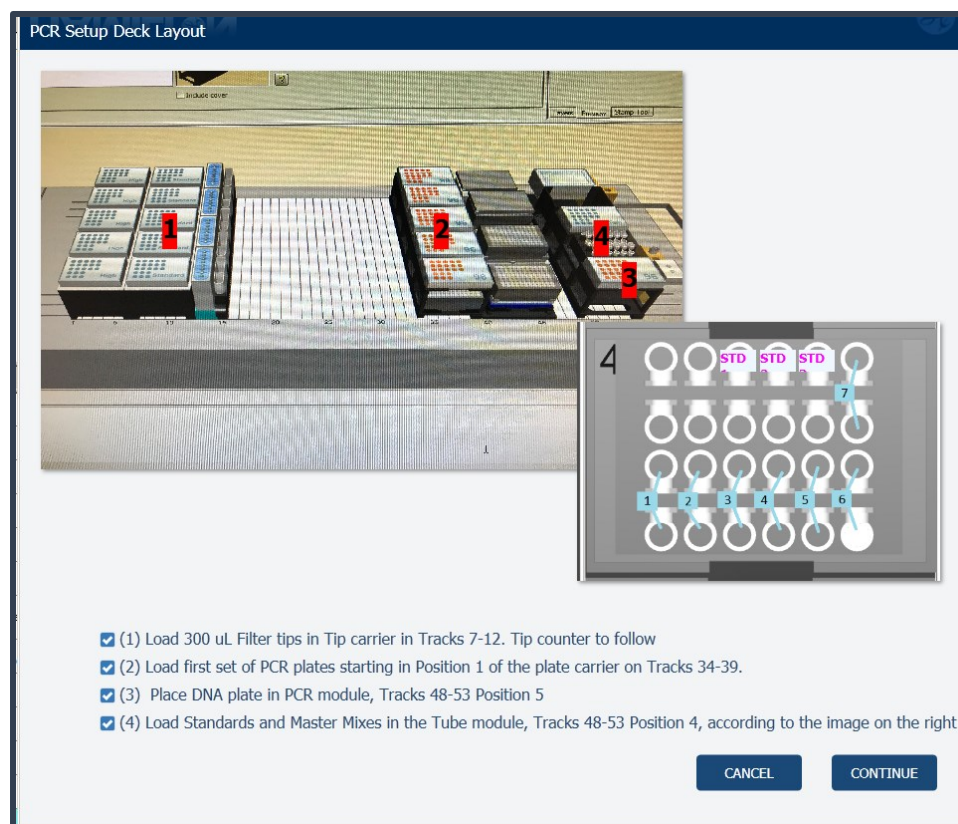 PCR Setup Deck Layout
Include cover
Stamp Tool
1
2
4
3
4
STD STD STD
7
1 2 3 4 5 6
(1) Load 300 uL Filter tips in Tip carrier in Tracks 7-12. Tip counter to follow
(2) Load first set of PCR plates starting in Position 1 of the plate carrier on Tracks 34-39.
(3) Place DNA plate in PCR module, Tracks 48-53 Position 5
(4) Load Standards and Master Mixes in the Tube module, Tracks 48-53 Position 4, according to the image on the right
CANCEL CONTINUE